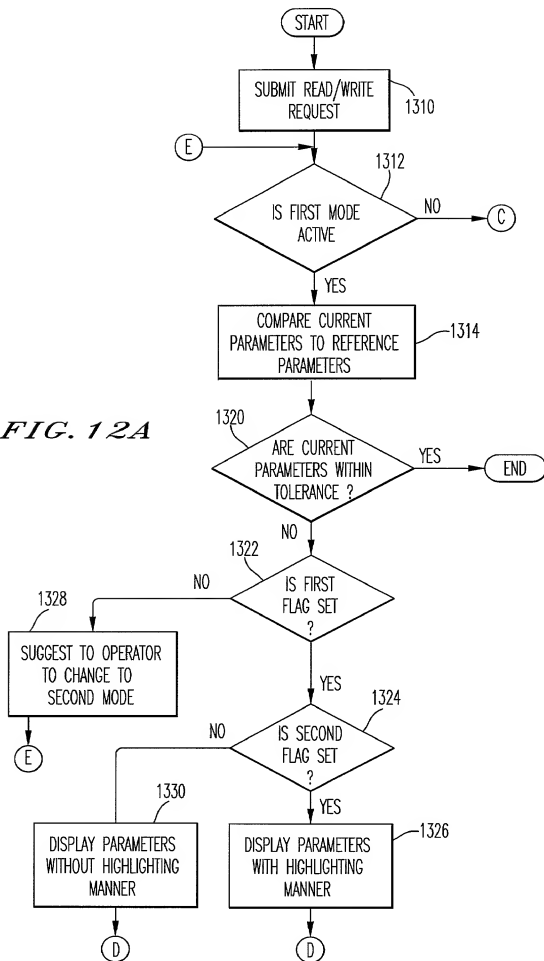 START
SUBMIT READ/WRITE
REQUEST
1310
E
1312
IS FIRST MODE
ACTIVE
NO
C
YES
COMPARE CURRENT
PARAMETERS TO REFERENCE
PARAMETERS
1314
FIG. 12A
1320
ARE CURRENT
PARAMETERS WITHIN
TOLERANCE ?
YES
END
NO
1322
IS FIRST
FLAG SET
?
NO
1328
SUGGEST TO OPERATOR
TO CHANGE TO
SECOND MODE
E
YES
1324
IS SECOND
FLAG SET
?
NO
1330
YES
DISPLAY PARAMETERS
WITHOUT HIGHLIGHTING
MANNER
DISPLAY PARAMETERS
WITH HIGHLIGHTING
MANNER
1326
D
D